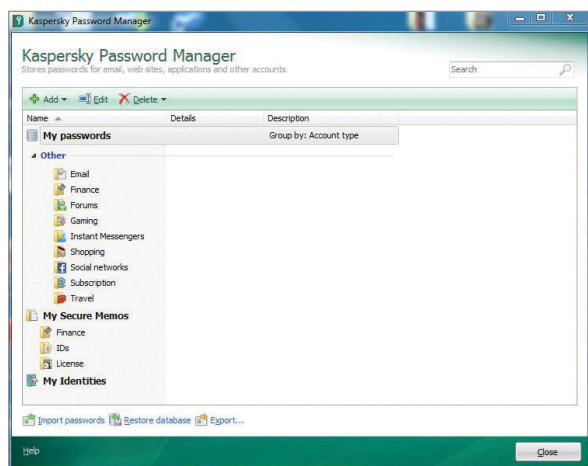 Kaspersky Password Manager
Kaspersky Password Manager
Stores passwords for email, web sites, applications and other accounts
Search
Add Edit Delete
Name Details Description
My passwords Group by: Account type
Other
Email
Finance
Forums
Gaming
Instant Messengers
Shopping
Social networks
Subscription
Travel
My Secure Memos
Finance
IDs
License
My Identities
Import passwords Restore database Export...
Help Close